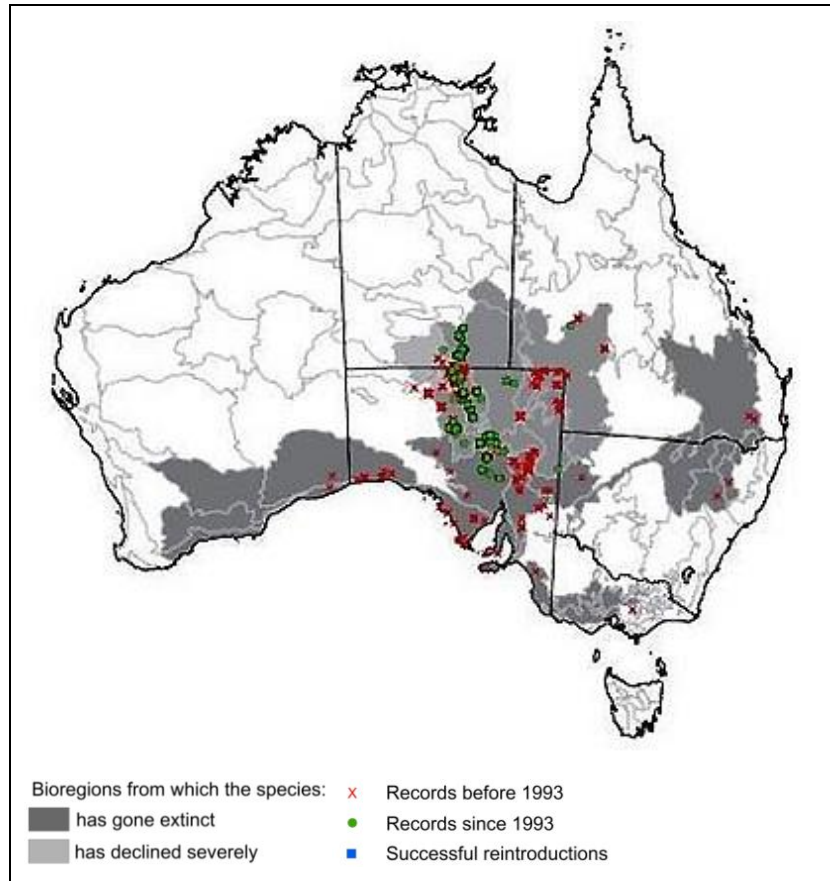 Bioregions from which the species:
has gone extinct
has declined severely
x Records before 1993
Records since 1993
Successful reintroductions